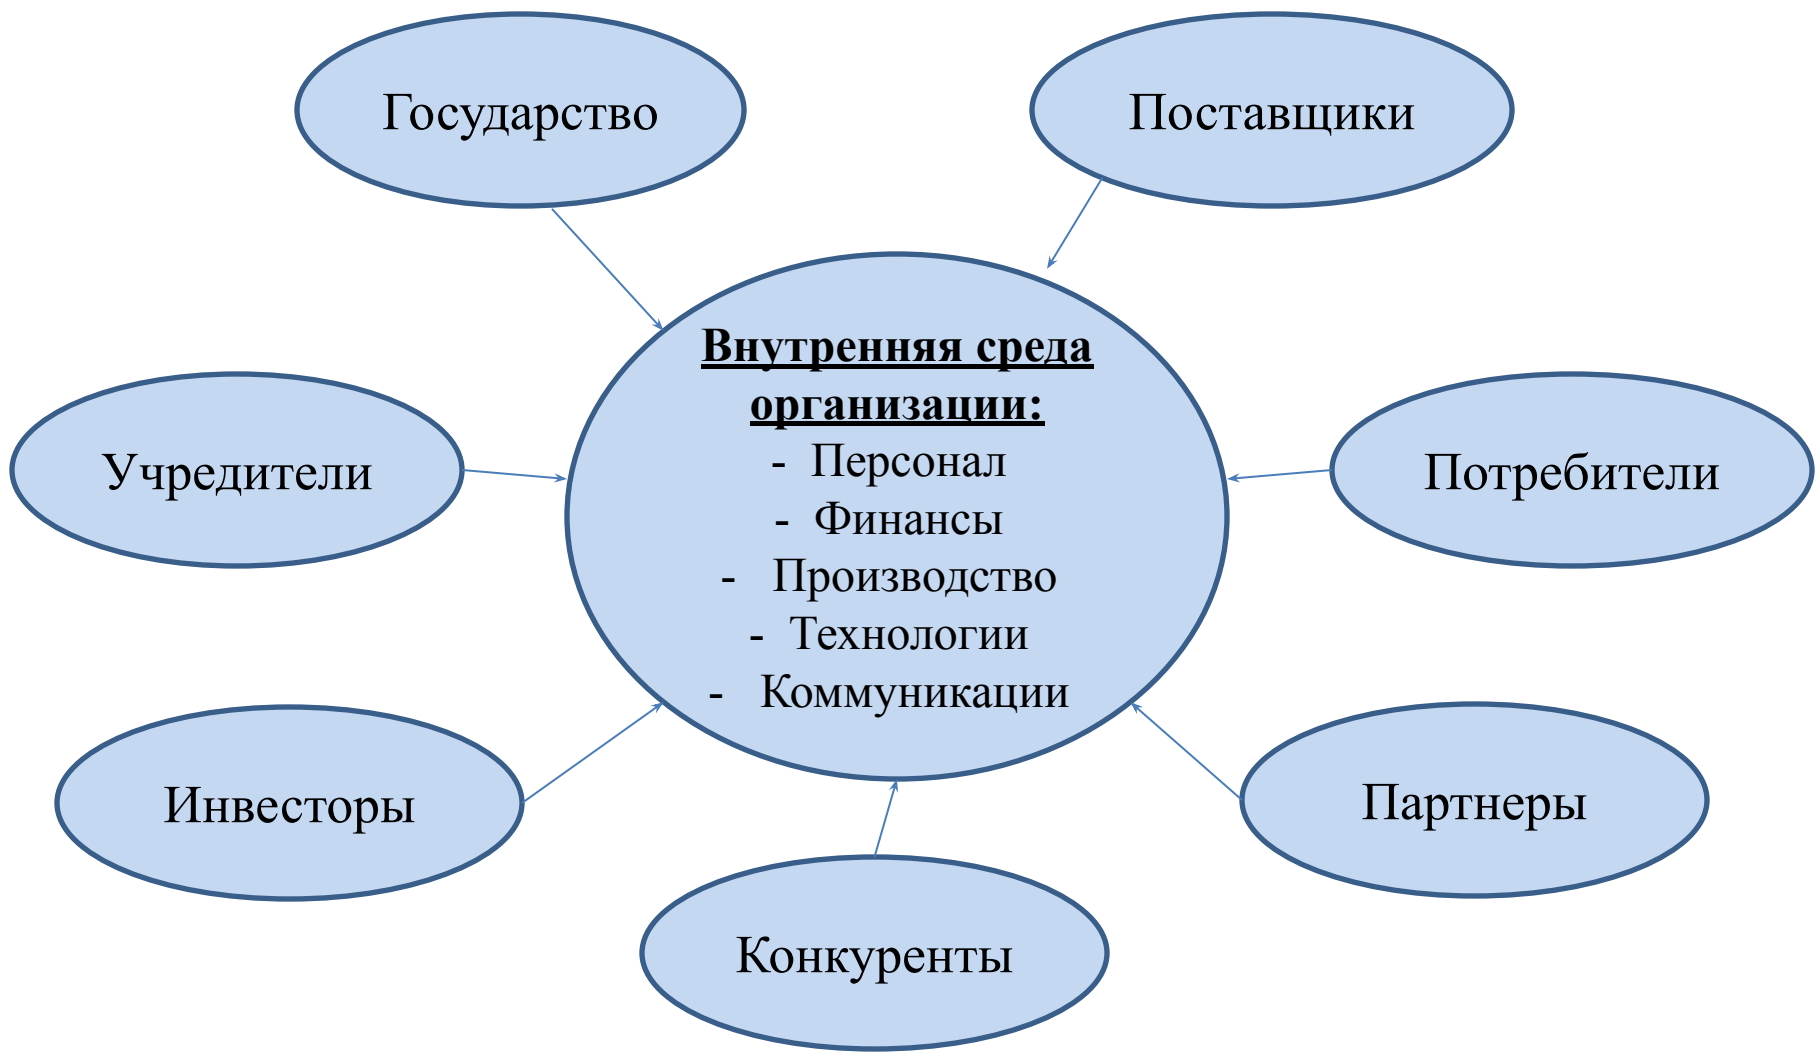 Государство
Поставщики
Внутренняя среда
организации:
- Персонал
- Финансы
- Производство
- Технологии
- Коммуникации
Учредители
Потребители
Инвесторы
Партнеры
Конкуренты